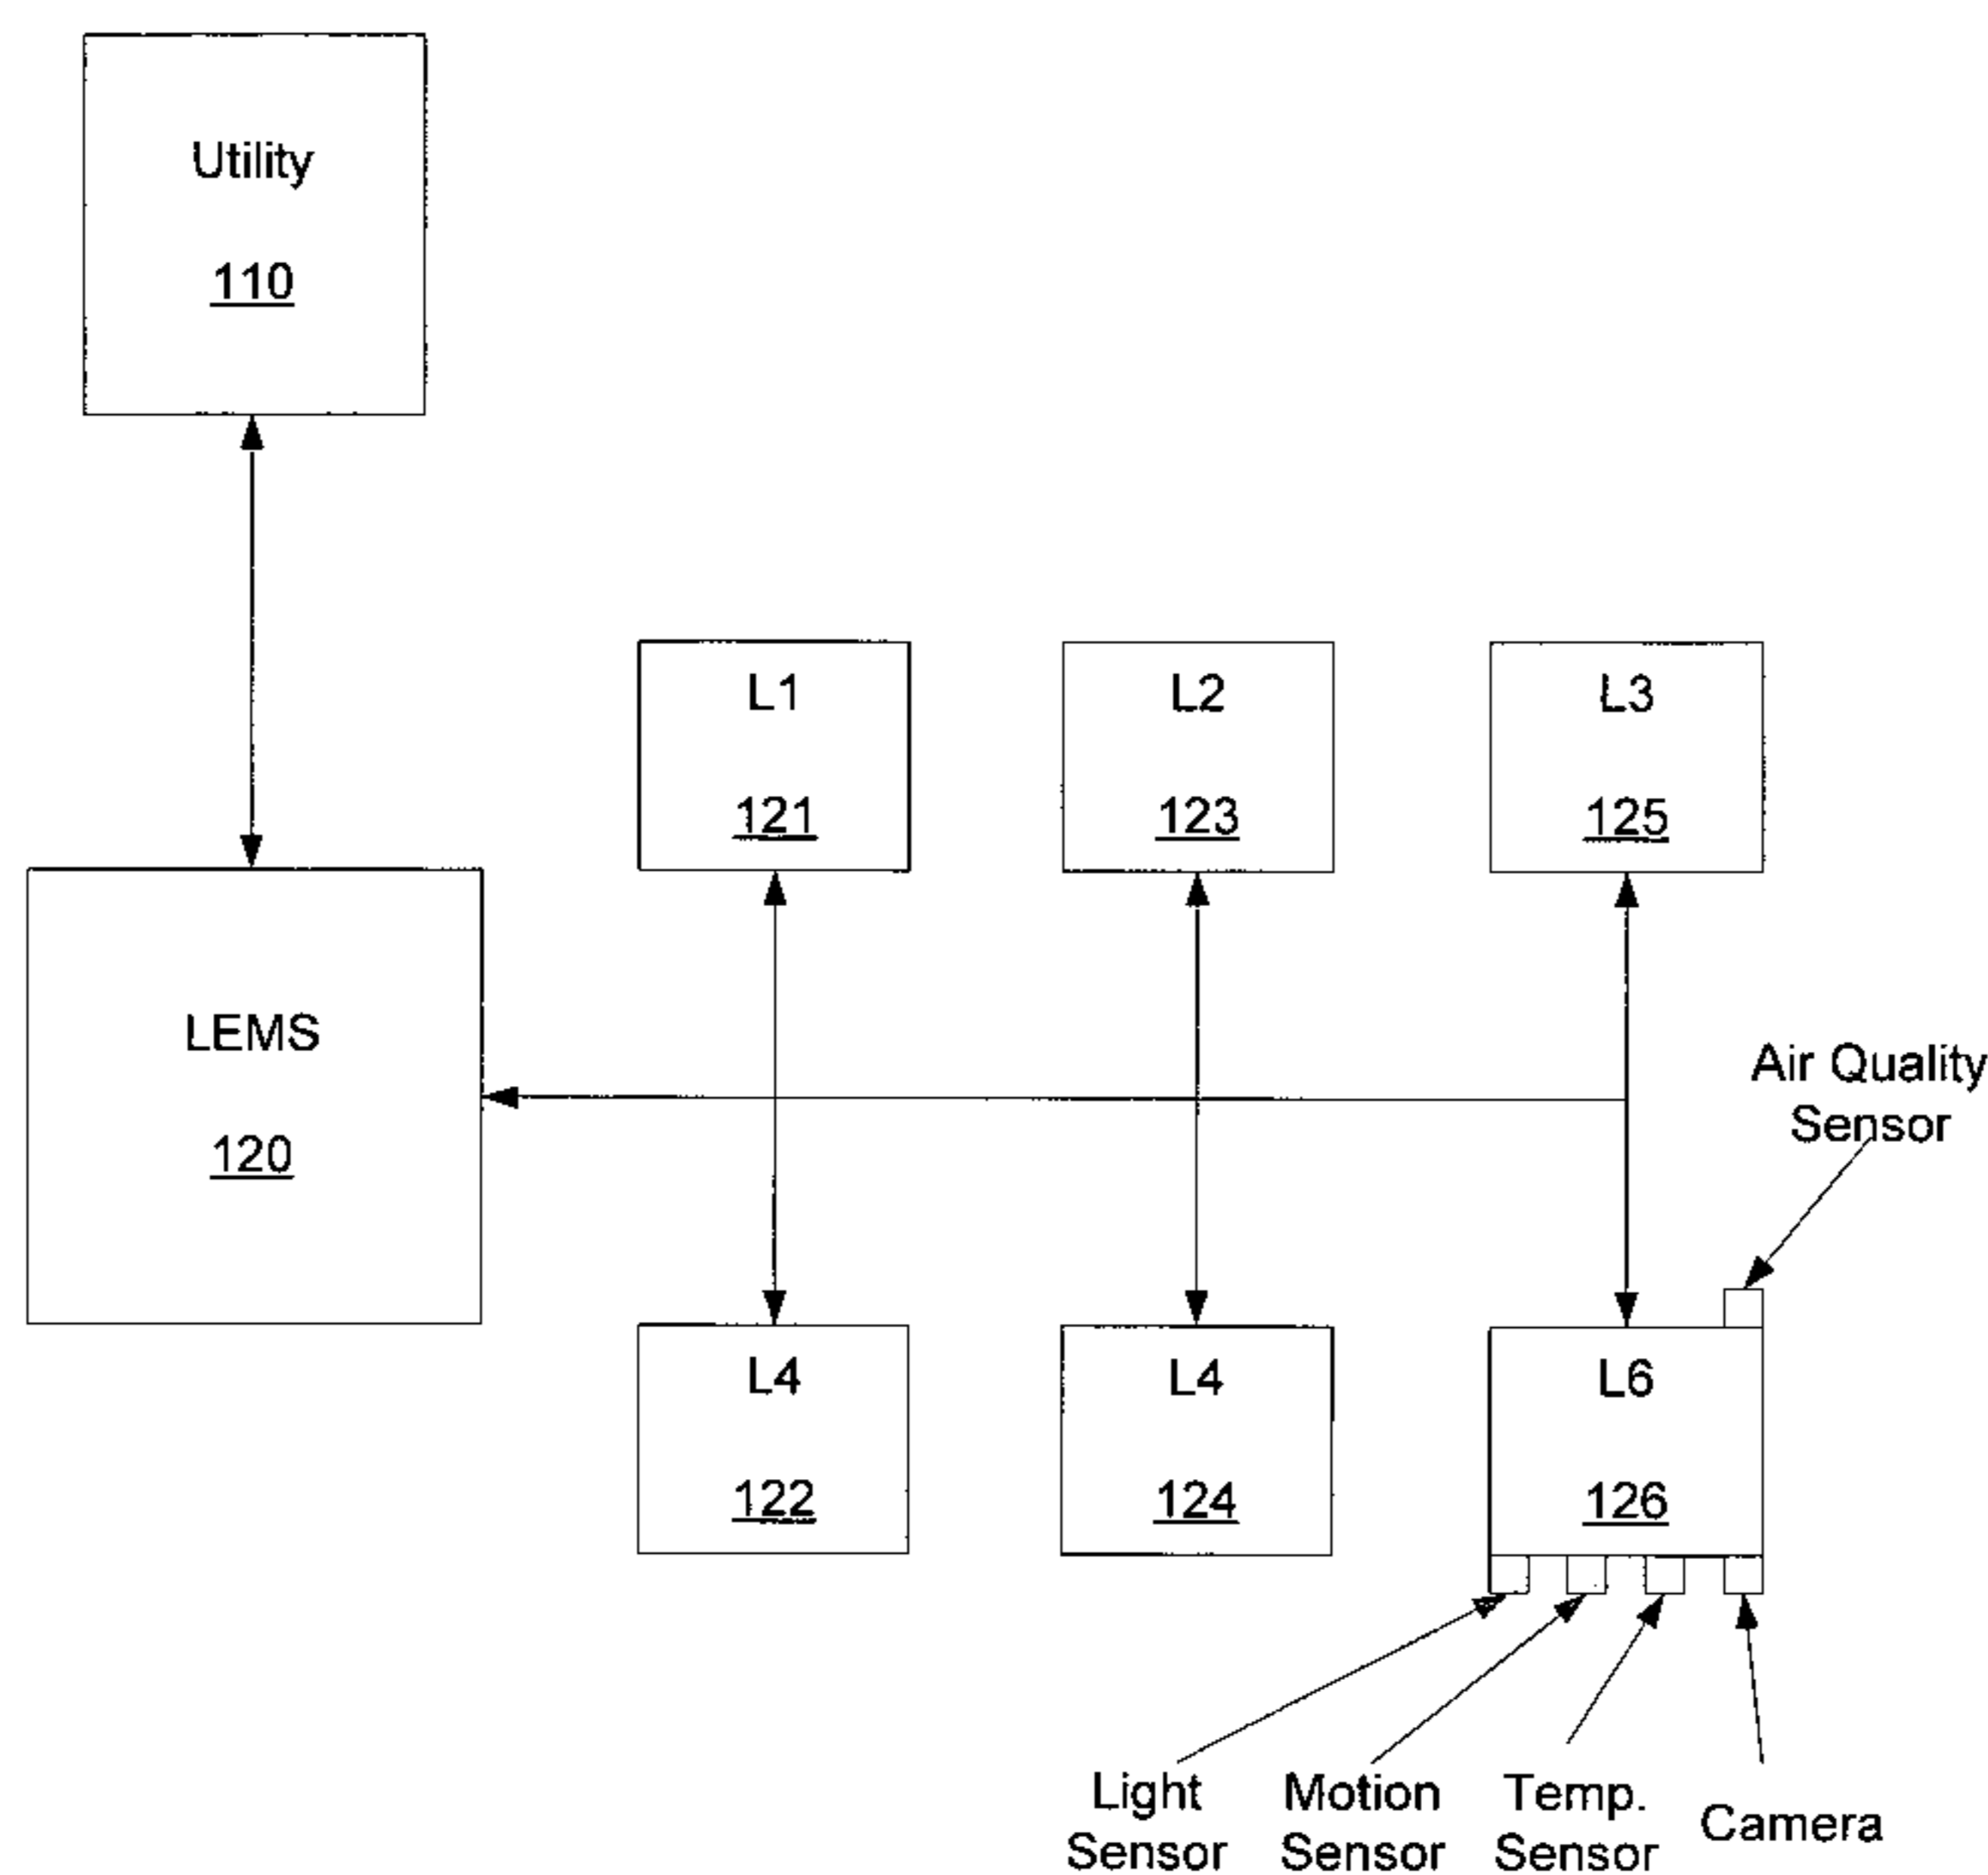 Utility
110
L1
121
L2
123
L3
125
LEMS
120
Air Quality
Sensor
L4
122
L4
124
L6
126
Light
Sensor
Motion
Sensor
Temp.
Sensor
Camera